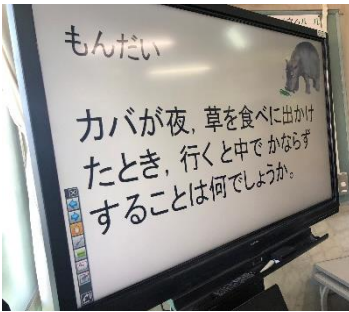 もんだい
カバが夜，草を食べに出かけ
たとき，行くと中で かならず
することは何でしょうか。